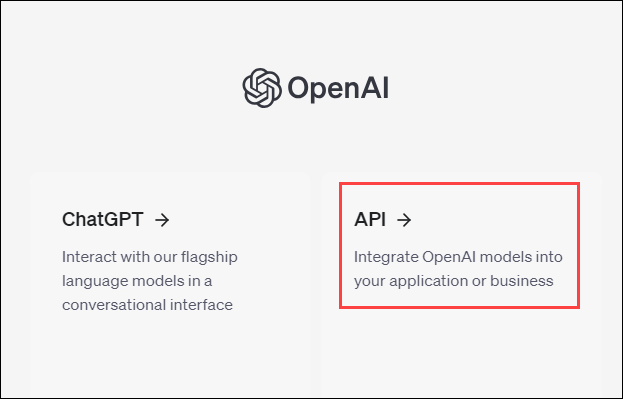 OpenAI
ChatGPT →
Interact with our flagship
language models in a
conversational interface
API →
Integrate OpenAI models into
your application or business